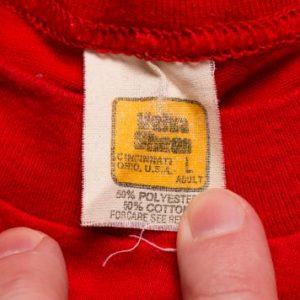 Velva
Sheen
CINCINNATI
OHIO, U.S.A.
L
ADULT
50% POLYESTER
50% COTTON
FOR CARE SEE RE